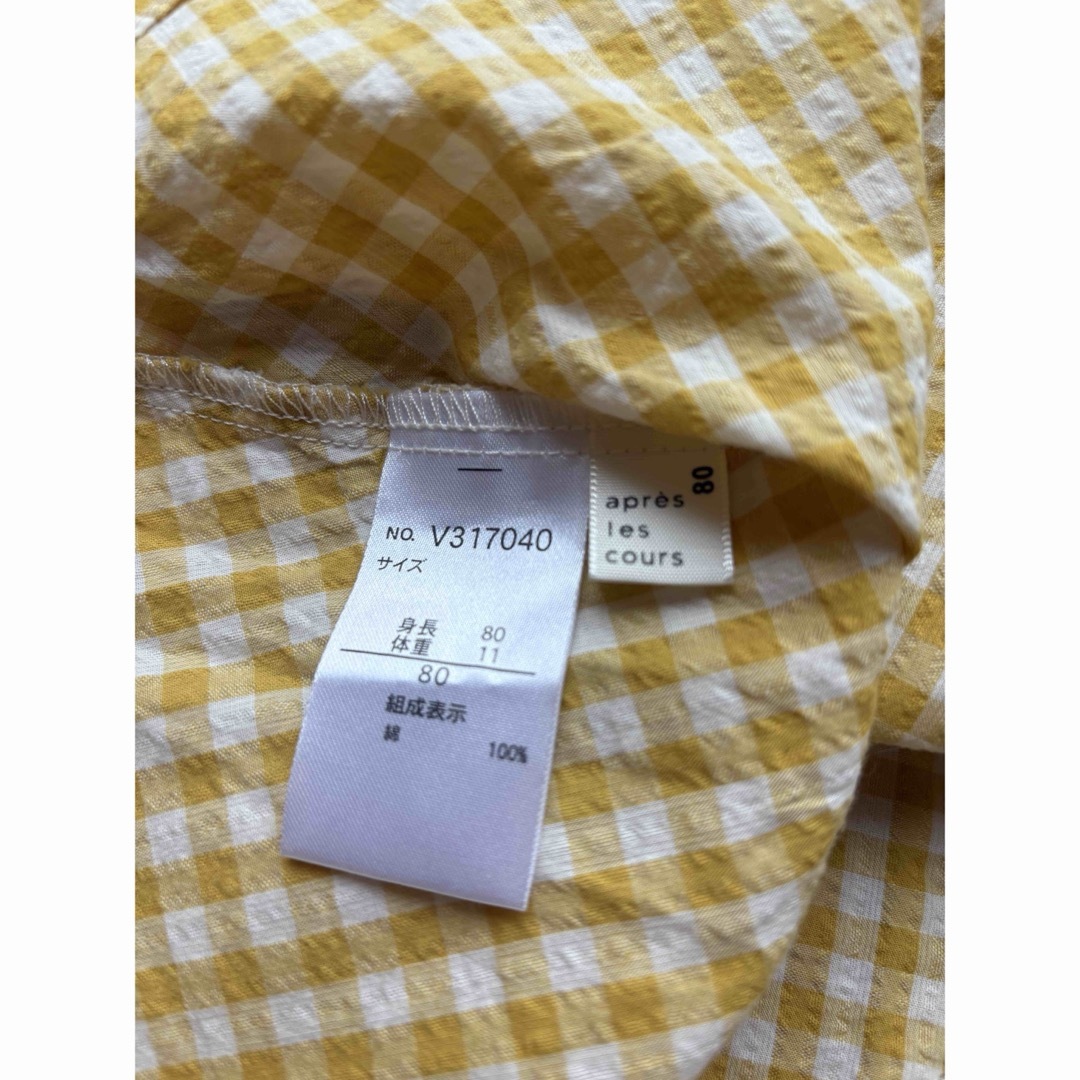 NO. V317040
サイズ
身長 80
体重 11
80
組成表示
綿 100%
80
après
les
cours